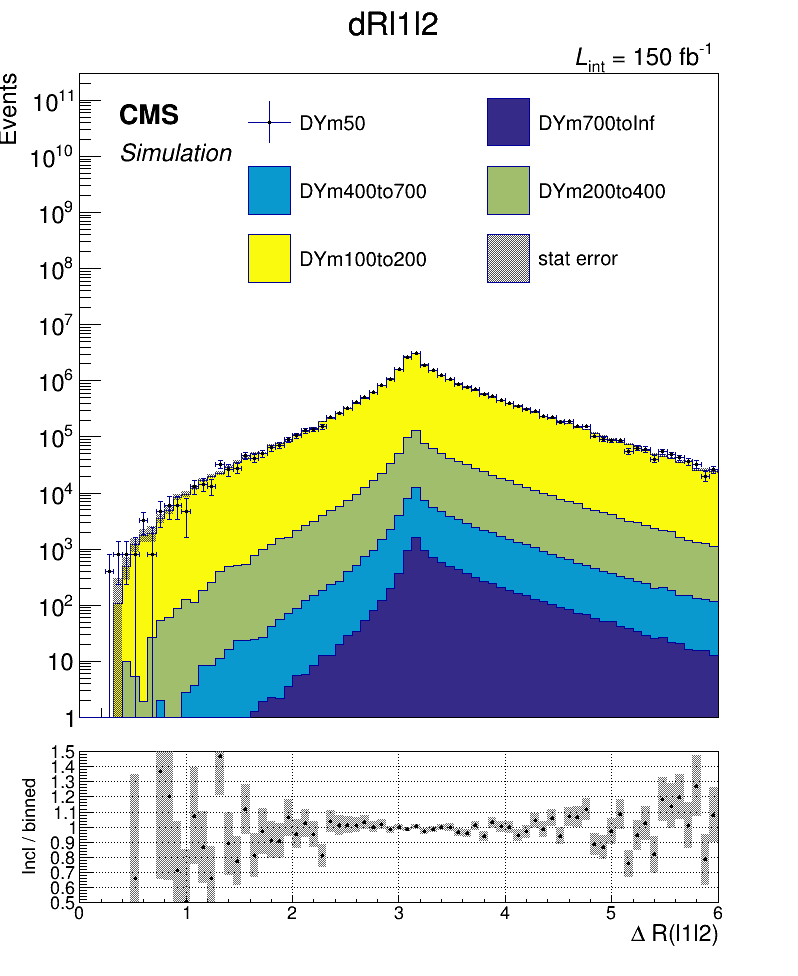 dRl1l2
L_int = 150 fb^-1
Events
CMS
Simulation
DYm50
DYm700toInf
DYm400to700
DYm200to400
DYm100to200
stat error
10^11
10^10
10^9
10^8
10^7
10^6
10^5
10^4
10^3
10^2
10
1
Incl / binned
1.5
1.4
1.3
1.2
1.1
1
0.9
0.8
0.7
0.6
0.5
0 1 2 3 4 5 6
Δ R(l1l2)